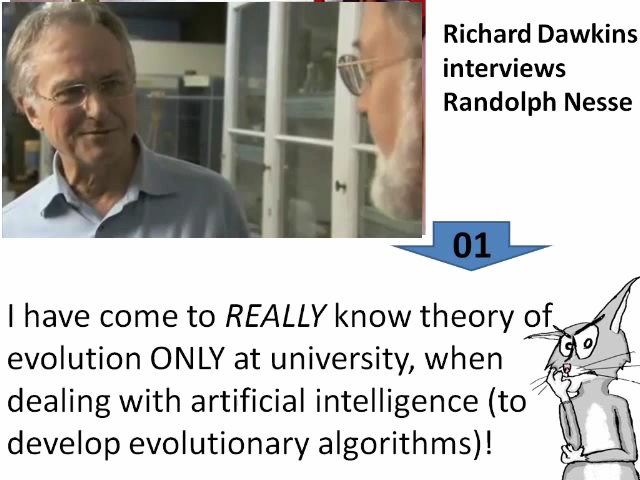 Richard Dawkins
interviews
Randolph Nesse
01
I have come to REALLY know theory of
evolution ONLY at university, when
dealing with artificial intelligence (to
develop evolutionary algorithms)!